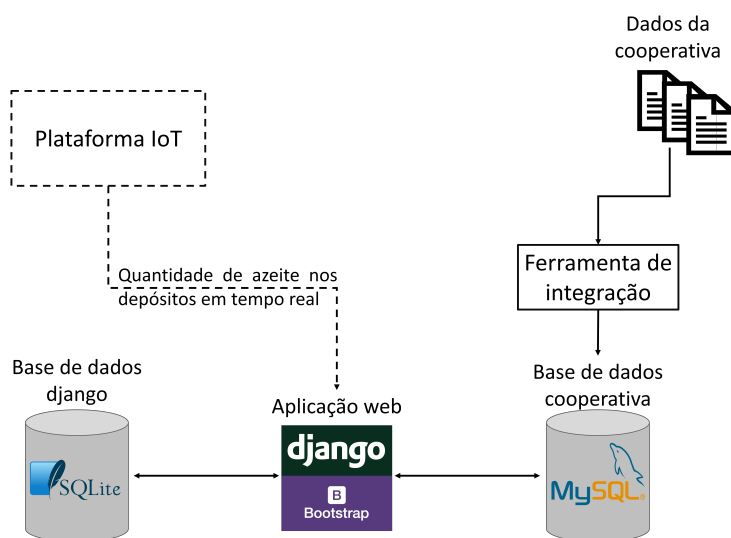 Dados da
cooperativa
Plataforma IoT
Ferramenta de
integração
Quantidade de azeite nos
depósitos em tempo real
Base de dados
django
Aplicação web
Base de dados
cooperativa
SQLite
django
B
Bootstrap
MySQL®